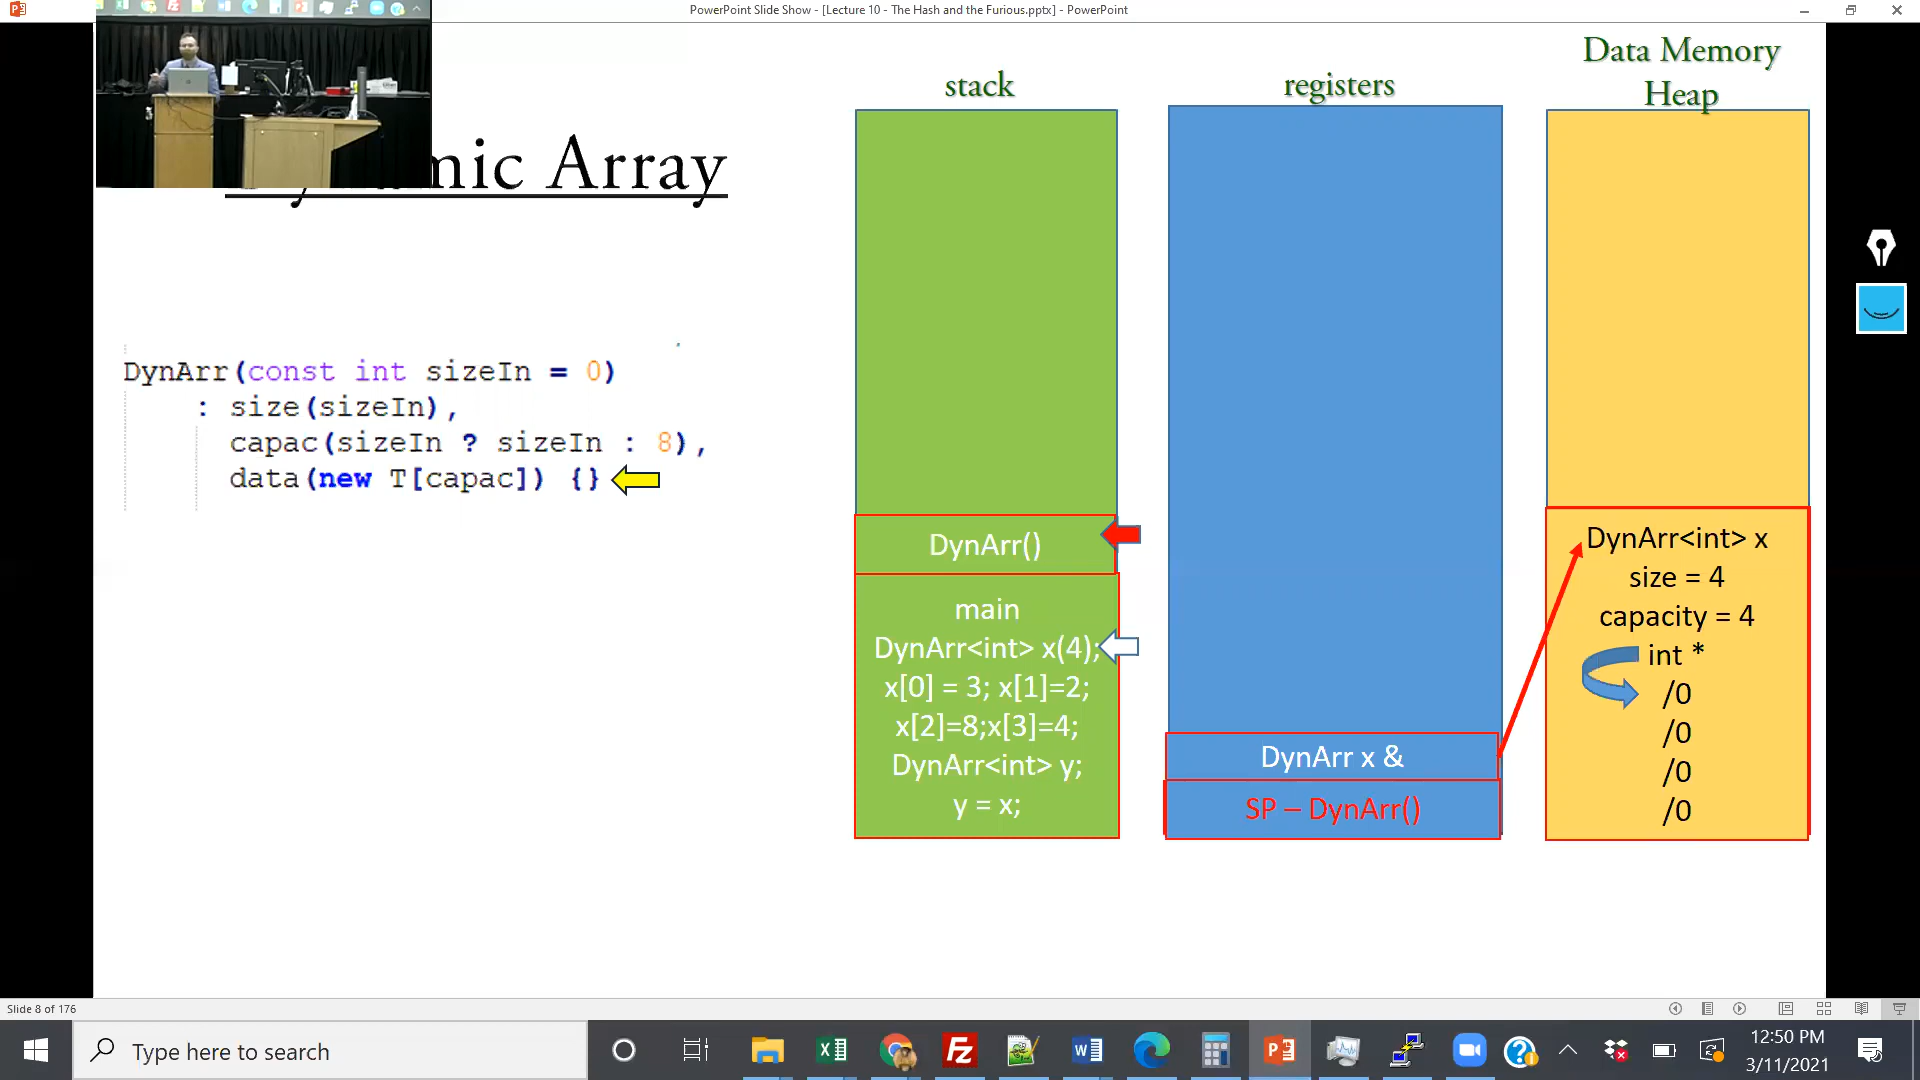 PowerPoint Slide Show - [Lecture 10 - The Hash and the Furious.pptx] - PowerPoint
mic Array
DynArr(const int sizeIn = 0)
: size(sizeIn),
capac(sizeIn ? sizeIn : 8),
data(new T[capac]) {}
stack
DynArr()
main
DynArr<int> x(4);
x[0] = 3; x[1]=2;
x[2]=8;x[3]=4;
DynArr<int> y;
y = x;
registers
DynArr x &
SP – DynArr()
Data Memory
Heap
DynArr<int> x
size = 4
capacity = 4
int *
/0
/0
/0
/0
Slide 8 of 176
Type here to search
12:50 PM
3/11/2021